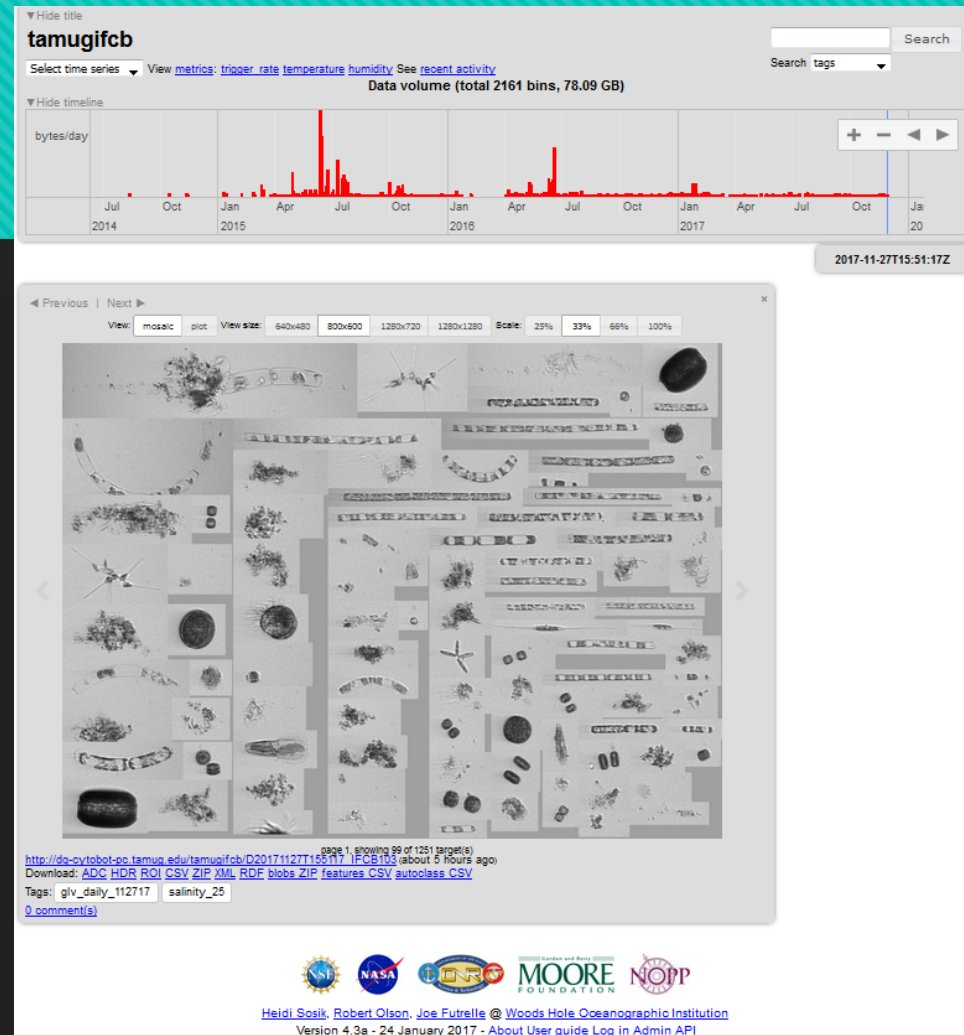 ▼Hide title
tamugifcb
Search
Select time series View metrics: trigger rate temperature humidity See recent activity
Search tags
Data volume (total 2161 bins, 78.09 GB)
▼Hide timeline
bytes/day
+ − ◀ ▶
Jul Oct Jan Apr Jul Oct Jan Apr Jul Oct Jan Apr Jul Oct Ja
2014 2015 2016 2017 20
2017-11-27T15:51:17Z
◀ Previous | Next ▶
×
View: mosaic plot View size: 640x480 800x600 1280x720 1280x1280 Scale: 25% 33% 66% 100%
page 1, showing 99 of 1251 target(s)
http://dq-cytobot-pc.tamug.edu/tamugifcb/D20171127T155117_IFCB103 (about 5 hours ago)
Download: ADC HDR ROI CSV ZIP XML RDF blobs ZIP features CSV autoclass CSV
Tags: glv_daily_112717 salinity_25
0 comment(s)
NSF
NASA
Gordon and Betty
MOORE
FOUNDATION
NOPP
Heidi Sosik, Robert Olson, Joe Futrelle @ Woods Hole Oceanographic Institution
Version 4.3a - 24 January 2017 - About User guide Log in Admin API